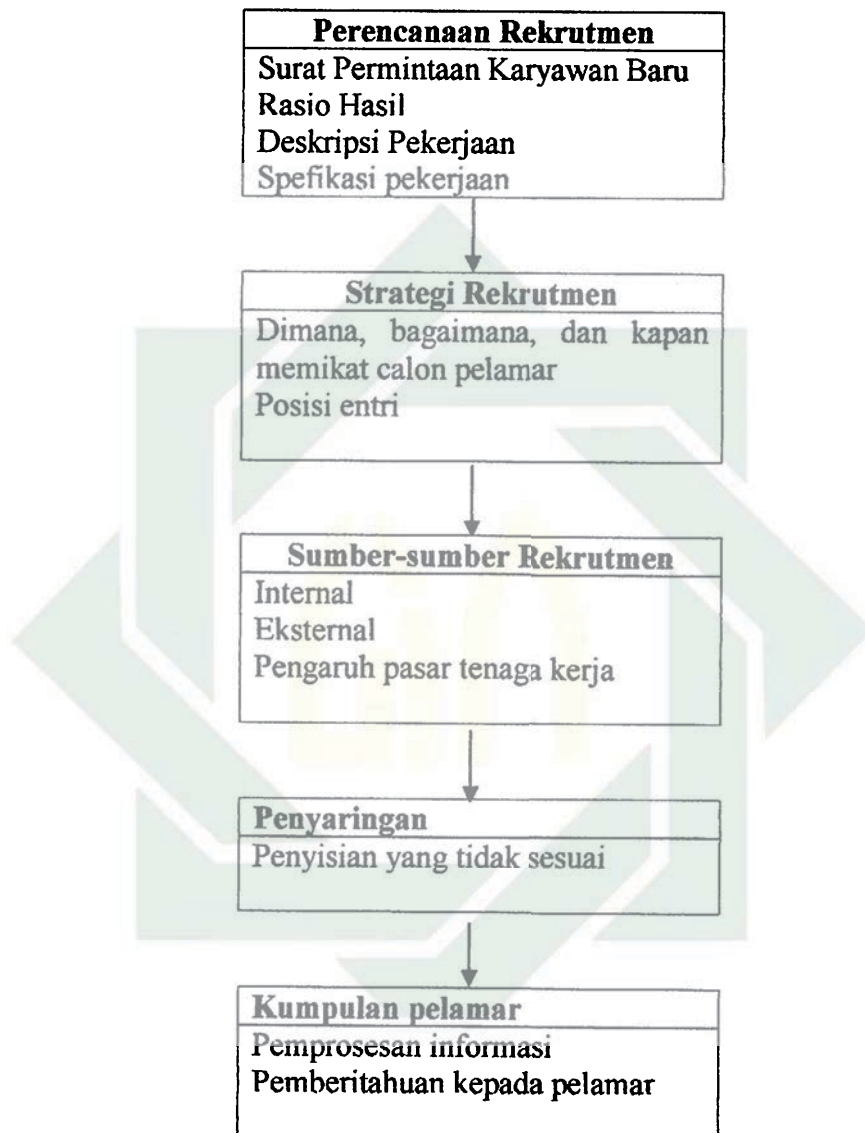 Perencanaan Rekrutmen
Surat Permintaan Karyawan Baru
Rasio Hasil
Deskripsi Pekerjaan
Spefikasi pekerjaan
Strategi Rekrutmen
Dimana, bagaimana, dan kapan
memikat calon pelamar
Posisi entri
Sumber-sumber Rekrutmen
Internal
Eksternal
Pengaruh pasar tenaga kerja
Penyaringan
Penyisian yang tidak sesuai
Kumpulan pelamar
Pemprosesan informasi
Pemberitahuan kepada pelamar